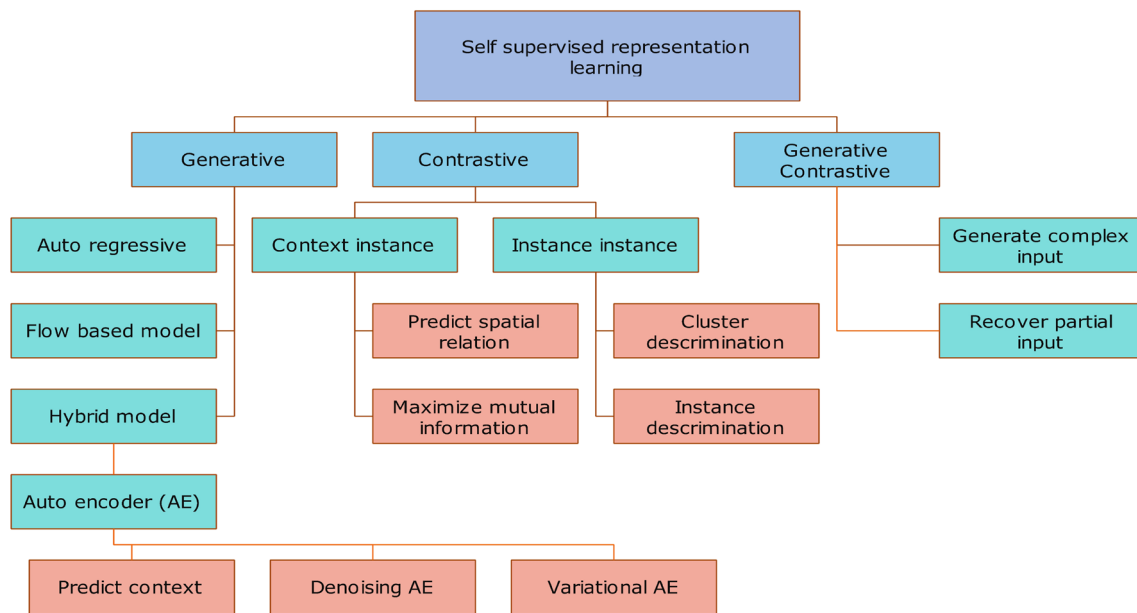 Self supervised representation
learning
Generative
Contrastive
Generative
Contrastive
Auto regressive
Context instance
Instance instance
Generate complex
input
Flow based model
Predict spatial
relation
Cluster
descrimination
Recover partial
input
Hybrid model
Maximize mutual
information
Instance
descrimination
Auto encoder (AE)
Predict context
Denoising AE
Variational AE